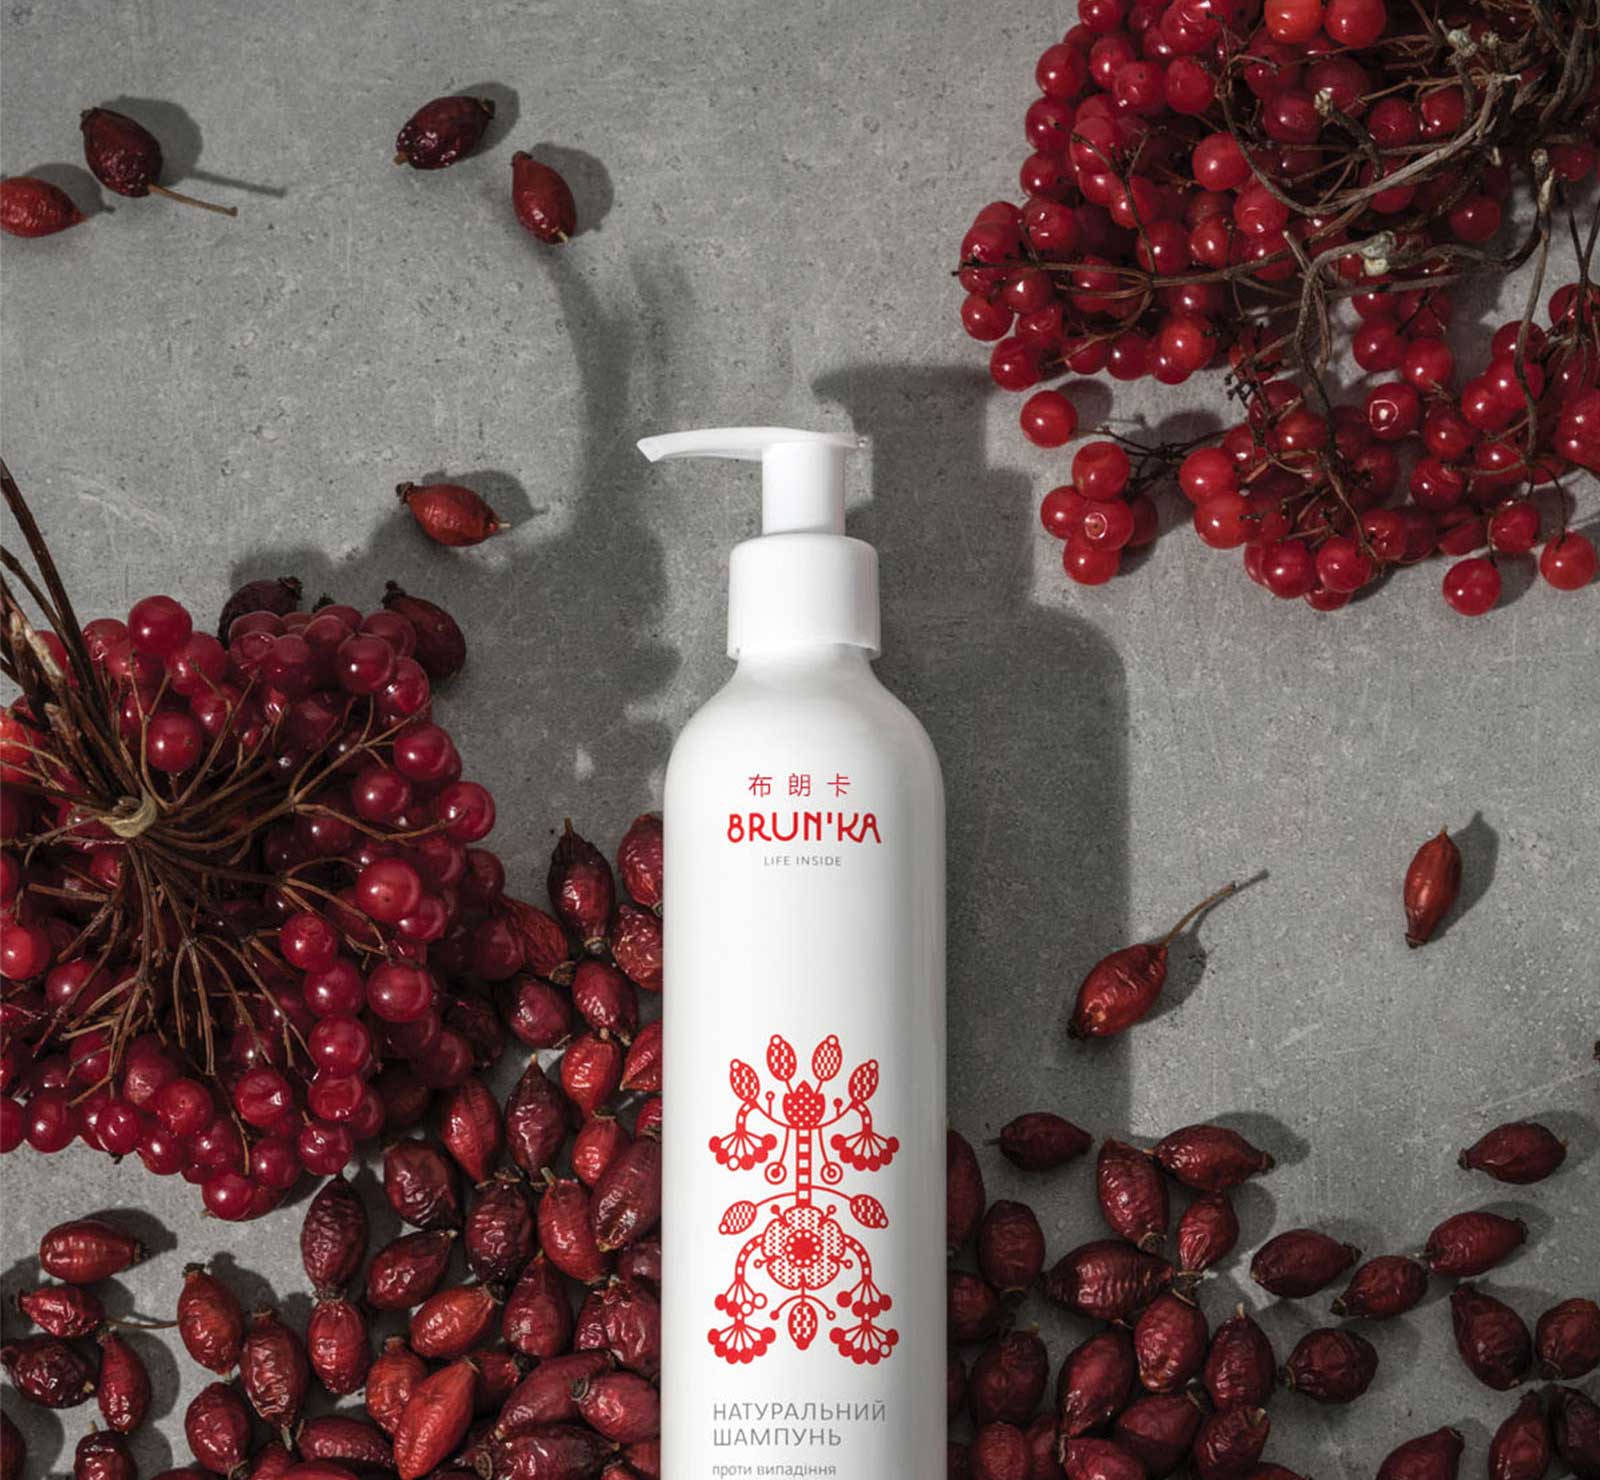 布朗卡
BRUN'KA
LIFE INSIDE
НАТУРАЛЬНИЙ
ШАМПУНЬ
проти випадіння